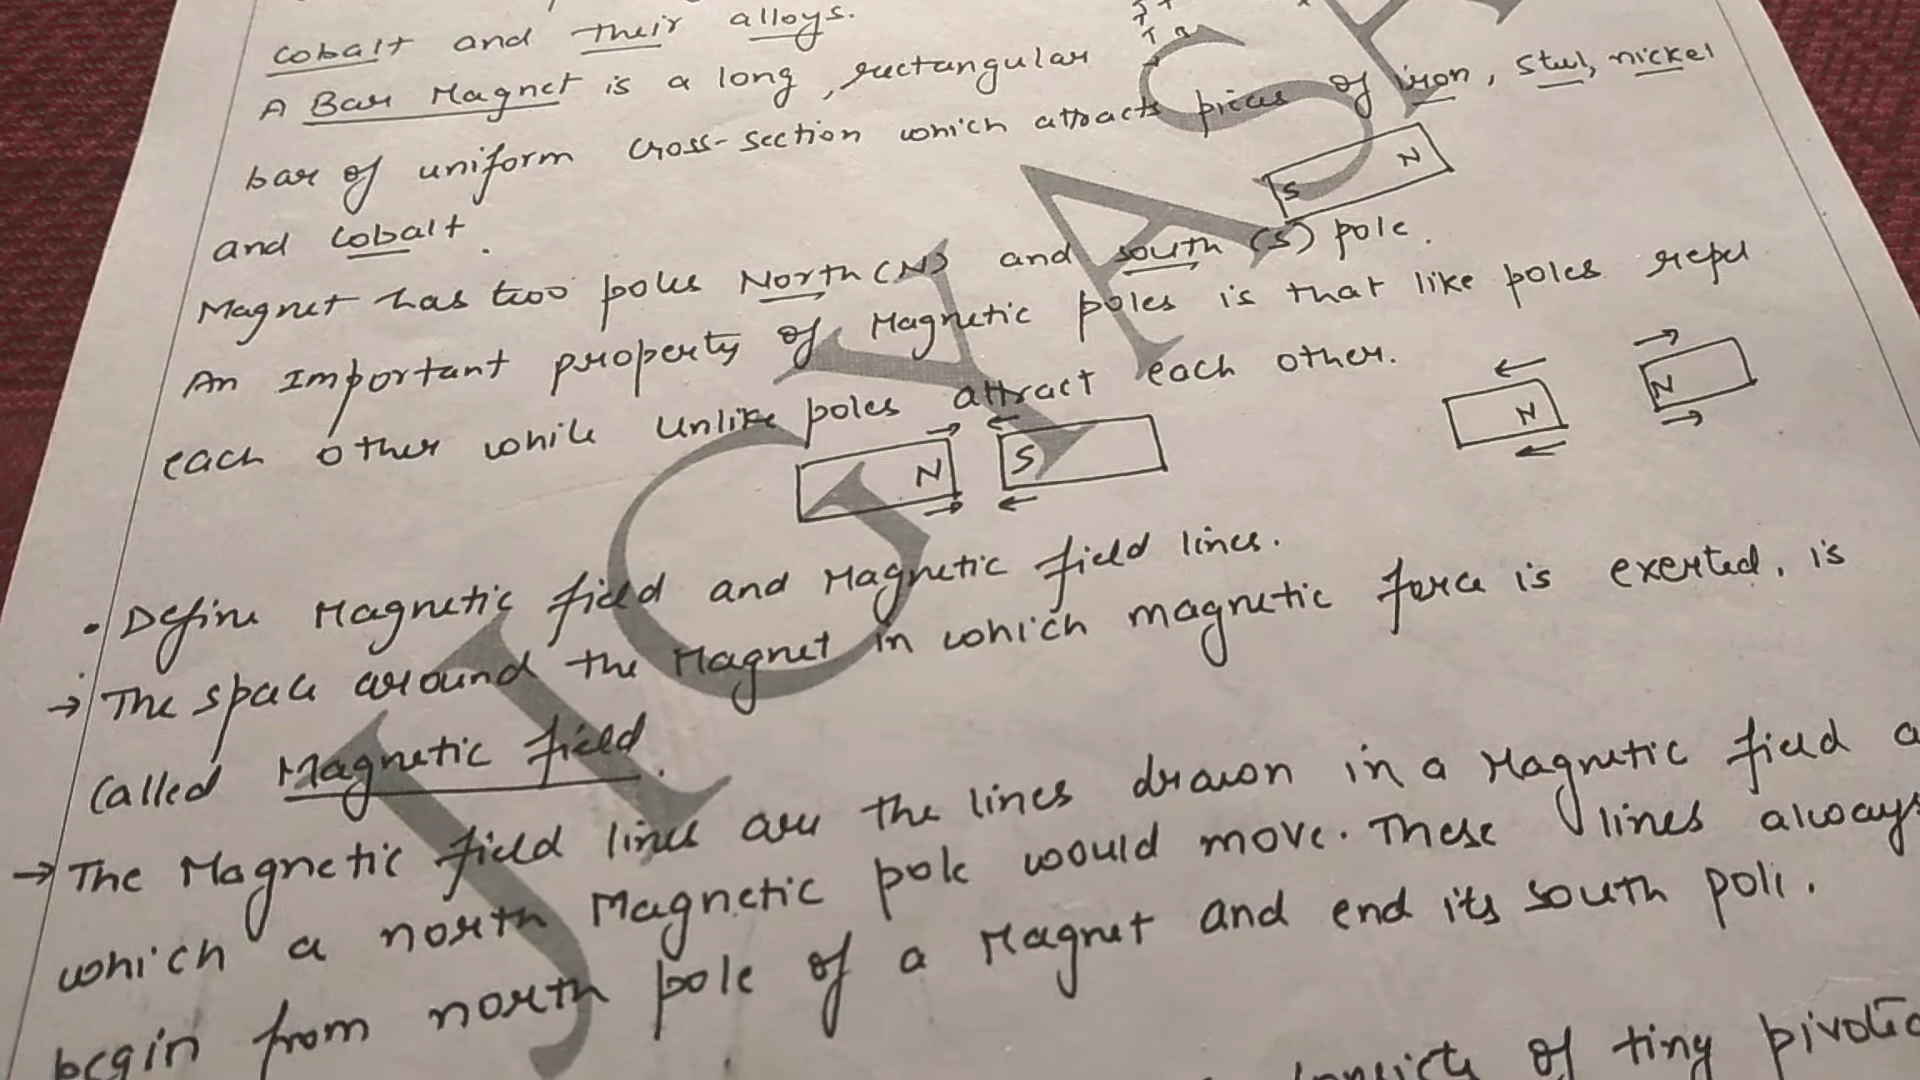 cobalt and their alloys.
A Bar Magnet is a long, rectangular
bar of uniform cross-section which attracts pieces of iron, steel, nickel
and cobalt.
S N
Magnet has two poles North (N) and south (S) pole.
An Important property of Magnetic poles is that like poles repel
each other while unlike poles attract each other.
N S
N N
• Define Magnetic field and Magnetic field lines.
→ The space around the Magnet in which magnetic force is exerted, is
called Magnetic field.
→ The Magnetic field lines are the lines drawn in a Magnetic field a
which a north Magnetic pole would move. These lines always
begin from north pole of a Magnet and end its south pole.
of tiny
JIGYASH